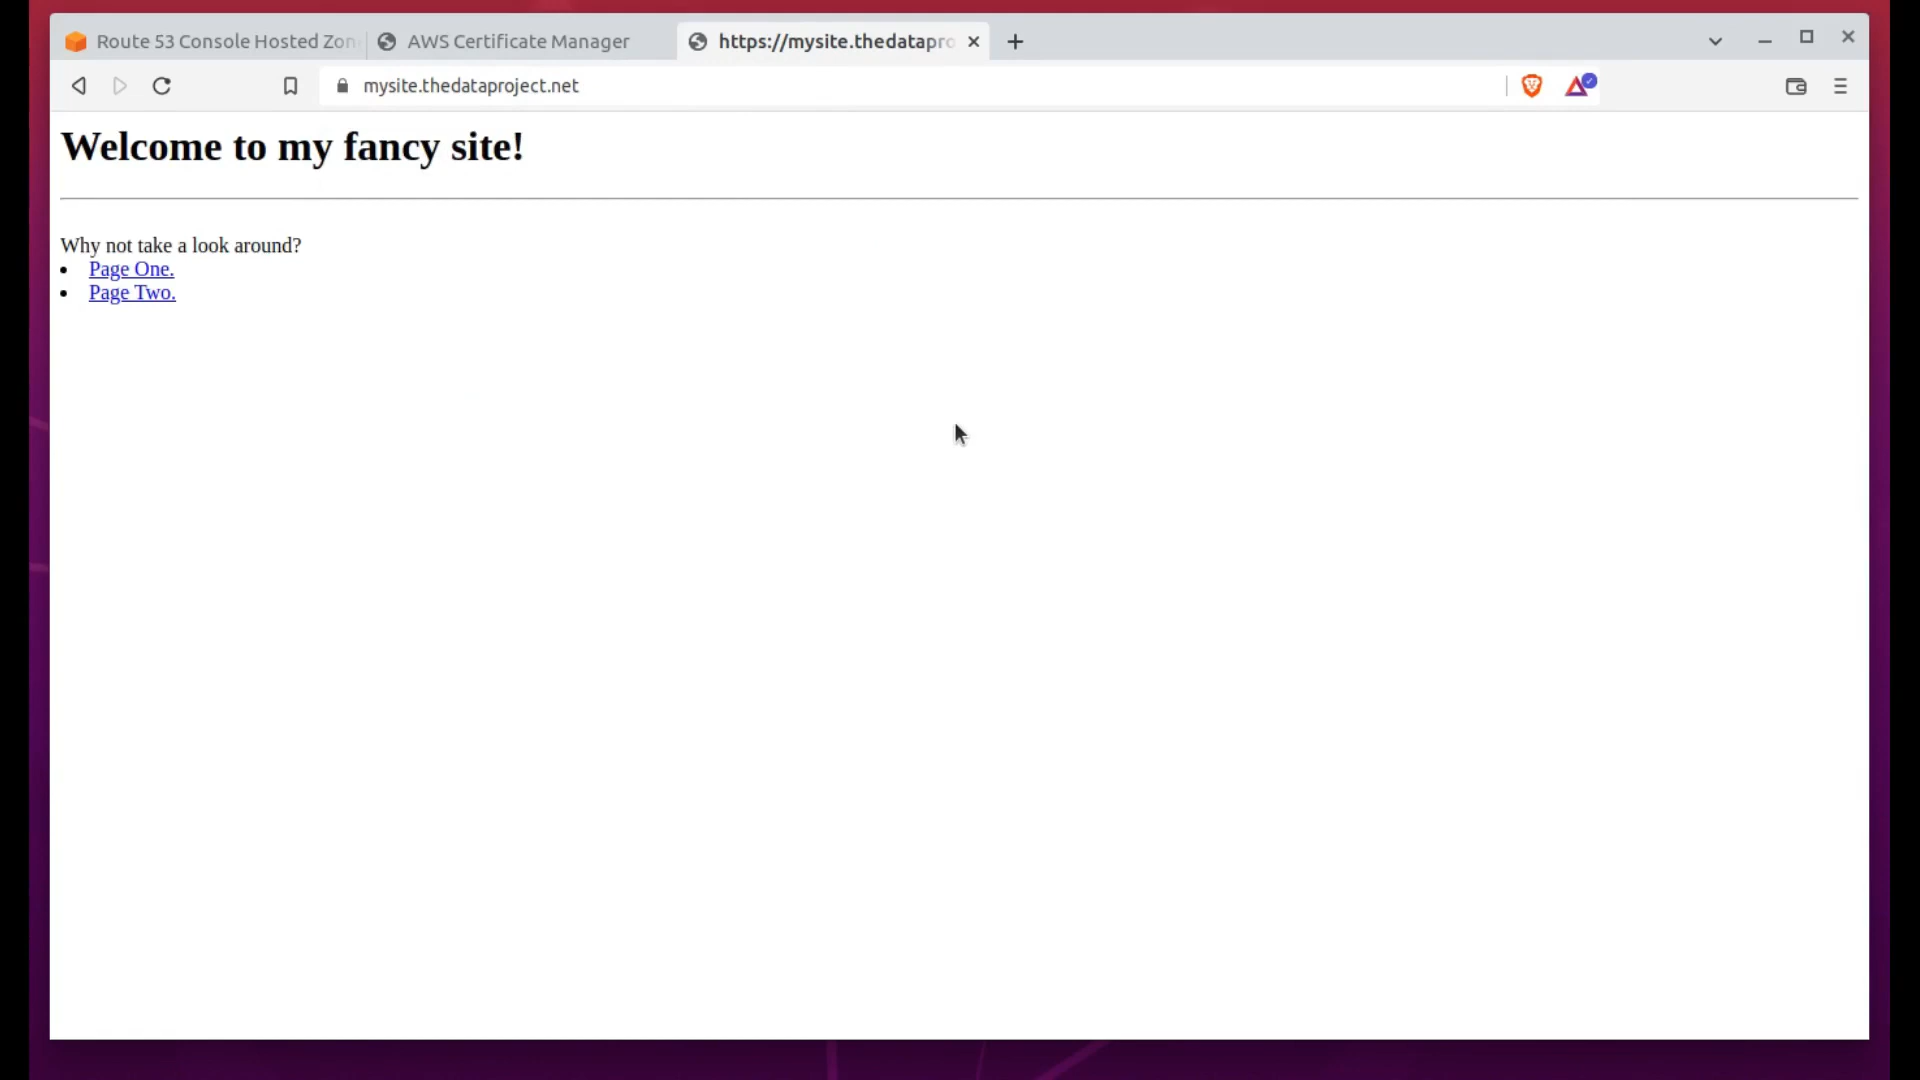 Route 53 Console Hosted Zon
AWS Certificate Manager
https://mysite.thedatapro
mysite.thedataproject.net
Welcome to my fancy site!
Why not take a look around?
Page One.
Page Two.